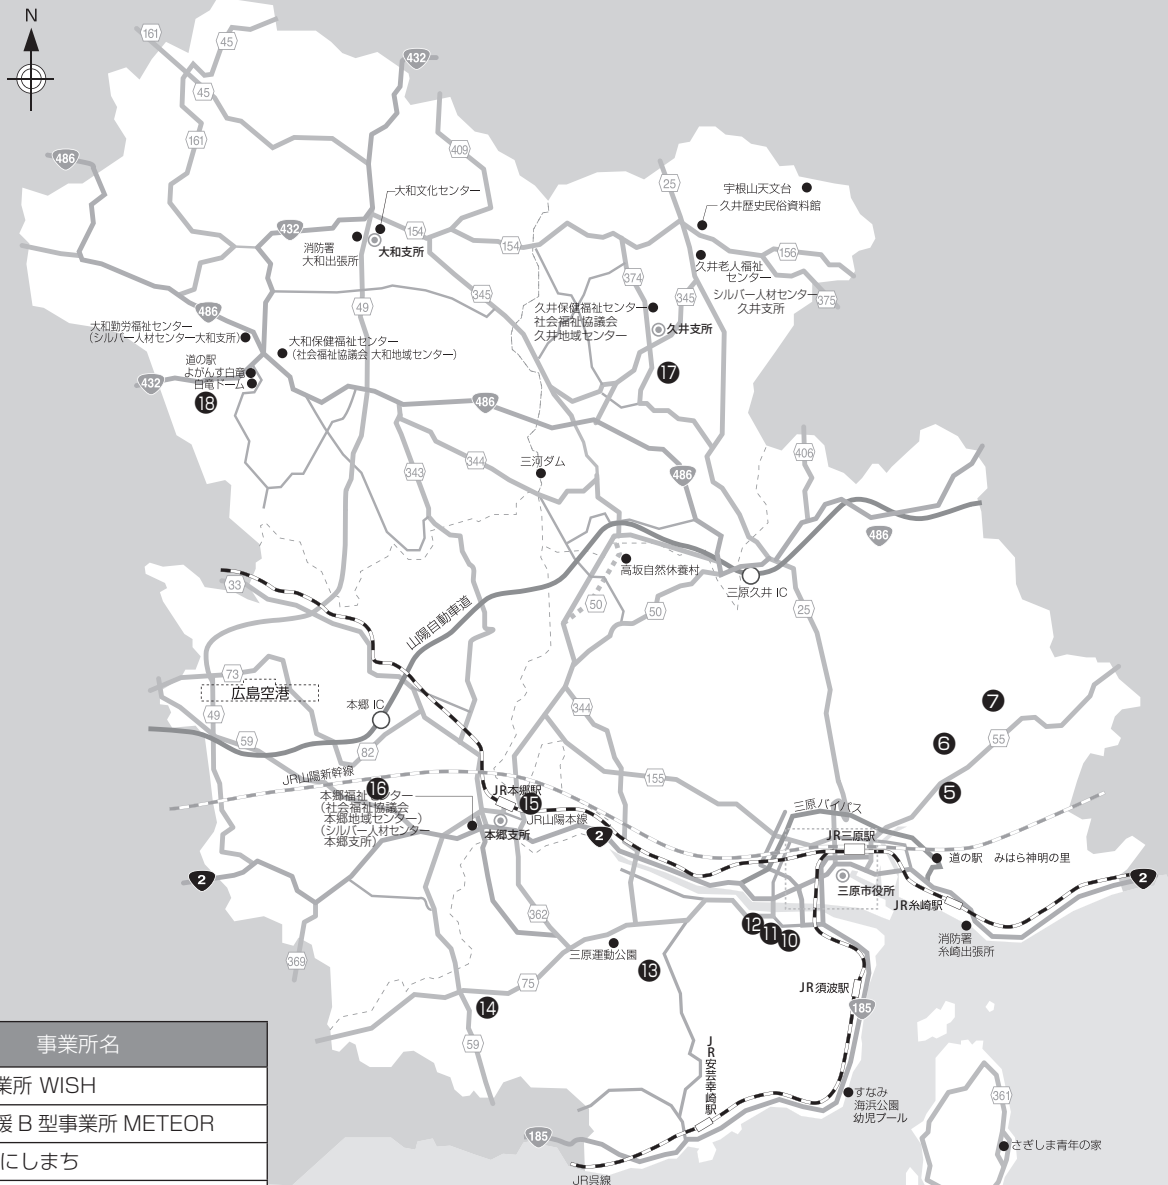 N
161
45
432
45
161
409
486
25
宇根山天文台
大和文化センター
久井歴史民俗資料館
432
154
消防署
大和出張所
大和支所
154
156
久井老人福祉
センター
374
345
345
375
シルバー人材センター
久井支所
49
久井保健福祉センター
社会福祉協議会
久井地域センター
久井支所
486
大和勤労福祉センター
（シルバー人材センター大和支所）
大和保健福祉センター
（社会福祉協議会 大和地域センター）
道の駅
よがんす白竜
白竜ドーム
432
⓱
⓲
486
406
343
344
三河ダム
486
486
高坂自然休養村
三原久井 IC
33
50
50
25
山陽自動車道
73
広島空港
本郷 IC
49
344
❼
59
82
❻
55
JR山陽新幹線
155
❺
⓰
JR本郷駅
⓯
三原バイパス
本郷福祉センター
（社会福祉協議会
本郷地域センター）
（シルバー人材センター
本郷支所）
本郷支所
JR山陽本線
2
JR三原駅
道の駅 みはら神明の里
2
三原市役所
2
JR糸崎駅
362
⓬
⓫
❿
消防署
糸崎出張所
369
三原運動公園
⓭
75
JR須波駅
⓮
185
59
JR安芸幸崎駅
すなみ
海浜公園
幼児プール
361
185
さぎしま青年の家
JR呉線
事業所名
業所 WISH
援 B 型事業所 METEOR
にしまち